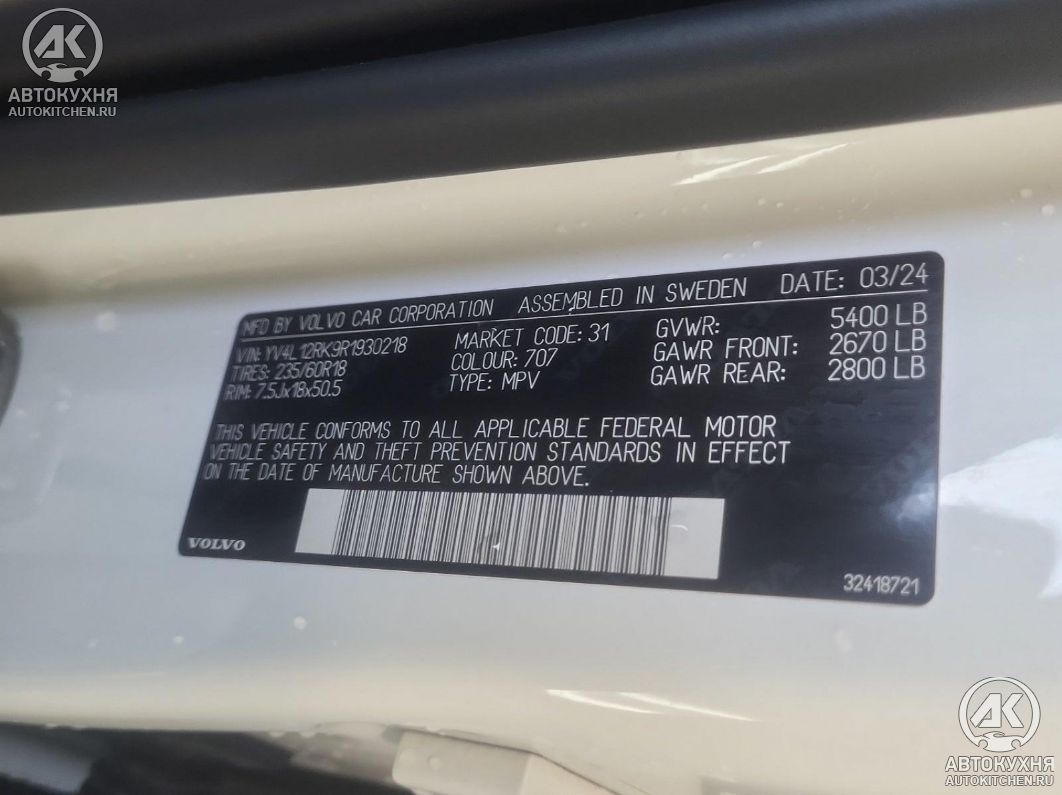 AK
АВТОКУХНЯ
AUTOKITCHEN.RU
MFD BY VOLVO CAR CORPORATION ASSEMBLED IN SWEDEN DATE: 03/24
VIN: YV4L12RK9R1930218 MARKET CODE: 31 GVWR: 5400 LB
TIRES: 235/60R18 COLOUR: 707 GAWR FRONT: 2670 LB
RIM: 7.5Jx18x50.5 TYPE: MPV GAWR REAR: 2800 LB
THIS VEHICLE CONFORMS TO ALL APPLICABLE FEDERAL MOTOR
VEHICLE SAFETY AND THEFT PREVENTION STANDARDS IN EFFECT
ON THE DATE OF MANUFACTURE SHOWN ABOVE.
VOLVO
32418721
AK
АВТОКУХНЯ
AUTOKITCHEN.RU